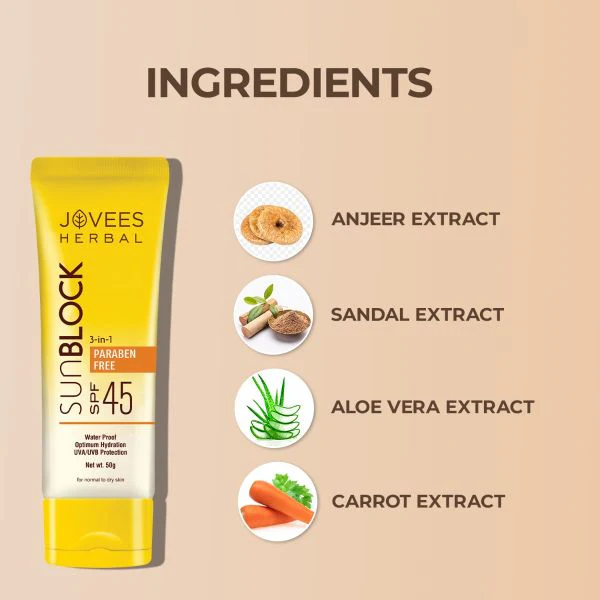 INGREDIENTS
JOVEES
HERBAL
SUNBLOCK
3-in-1
PARABEN
FREE
SPF 45
Water Proof
Optimum Hydration
UVA/UVB Protection
Net wt. 50g
for normal to dry skin
ANJEER EXTRACT
SANDAL EXTRACT
ALOE VERA EXTRACT
CARROT EXTRACT